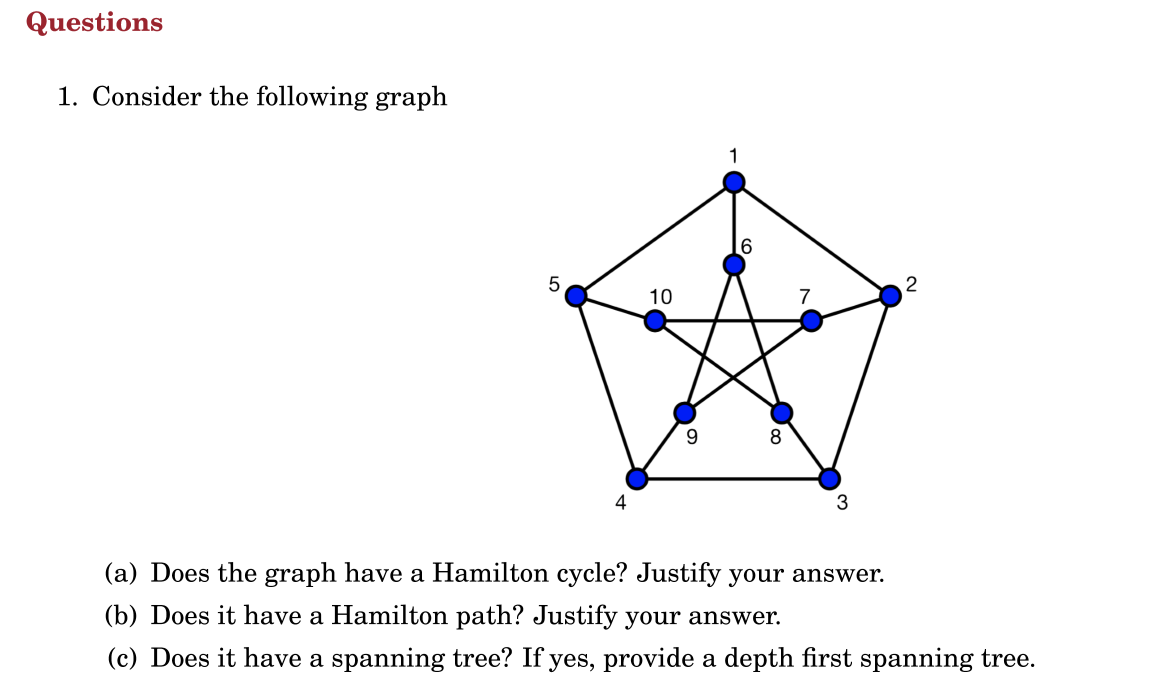 Questions
1. Consider the following graph
1
6
5
2
10
7
9
8
4
3
(a) Does the graph have a Hamilton cycle? Justify your answer.
(b) Does it have a Hamilton path? Justify your answer.
(c) Does it have a spanning tree? If yes, provide a depth first spanning tree.